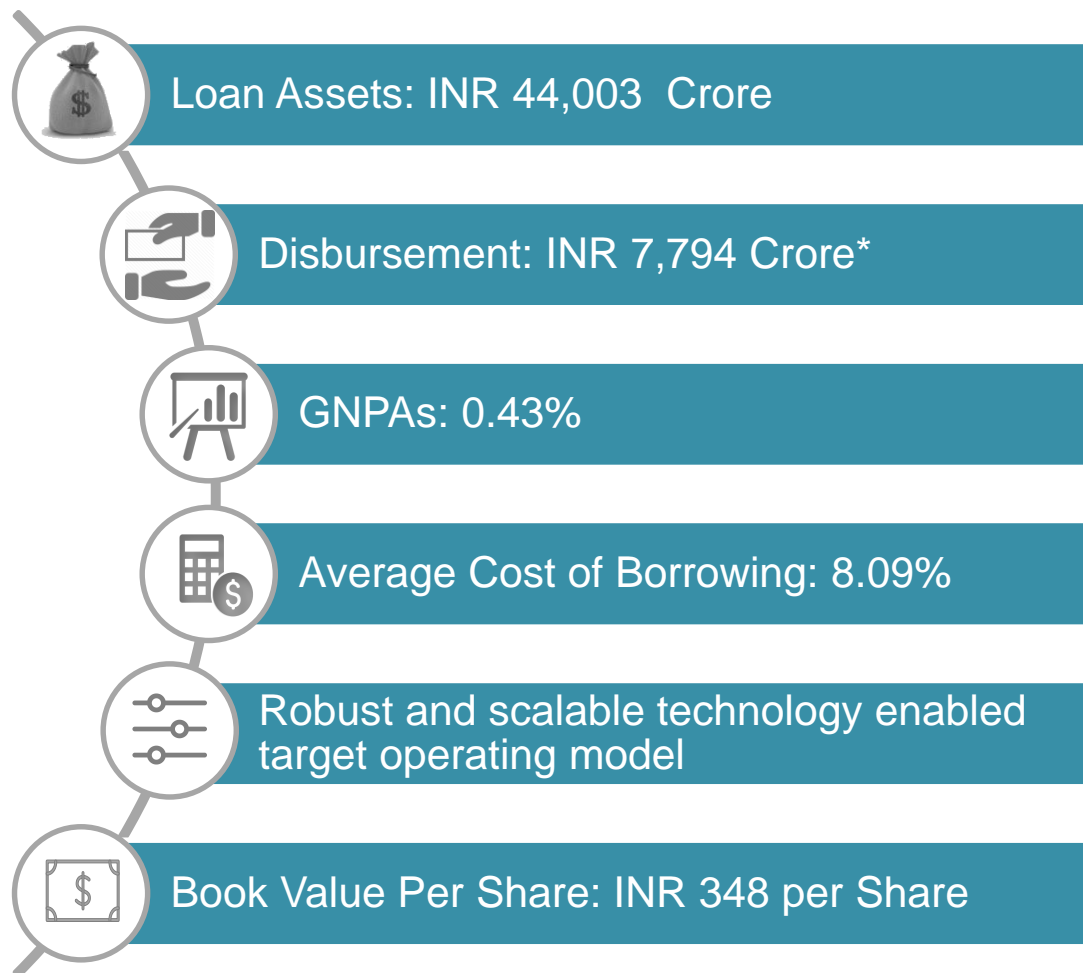 $
Loan Assets: INR 44,003 Crore
Disbursement: INR 7,794 Crore*
GNPAs: 0.43%
$
Average Cost of Borrowing: 8.09%
Robust and scalable technology enabled
target operating model
$
Book Value Per Share: INR 348 per Share